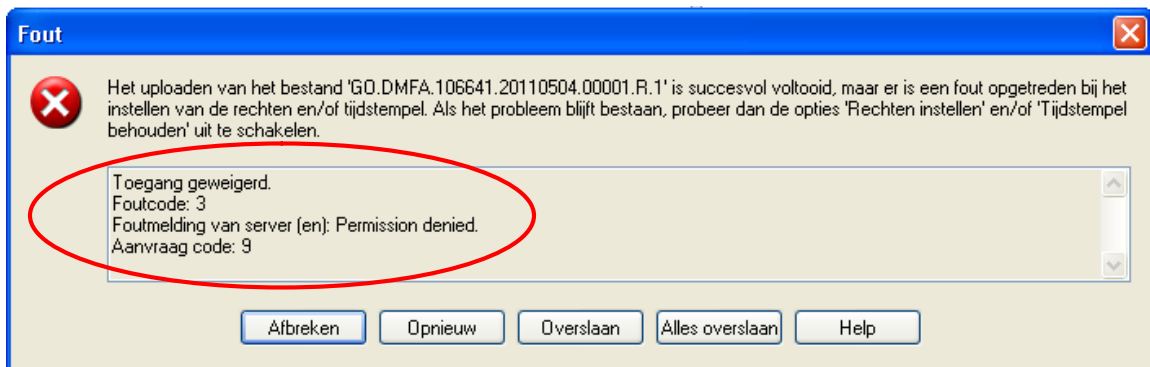 Fout
Het uploaden van het bestand 'GO.DMFA.106641.20110504.00001.R.1' is succesvol voltooid, maar er is een fout opgetreden bij het
instellen van de rechten en/of tijdstempel. Als het probleem blijft bestaan, probeer dan de opties 'Rechten instellen' en/of 'Tijdstempel
behouden' uit te schakelen.
Toegang geweigerd.
Foutcode: 3
Foutmelding van server (en): Permission denied.
Aanvraag code: 9
Afbreken Opnieuw Overslaan Alles overslaan Help